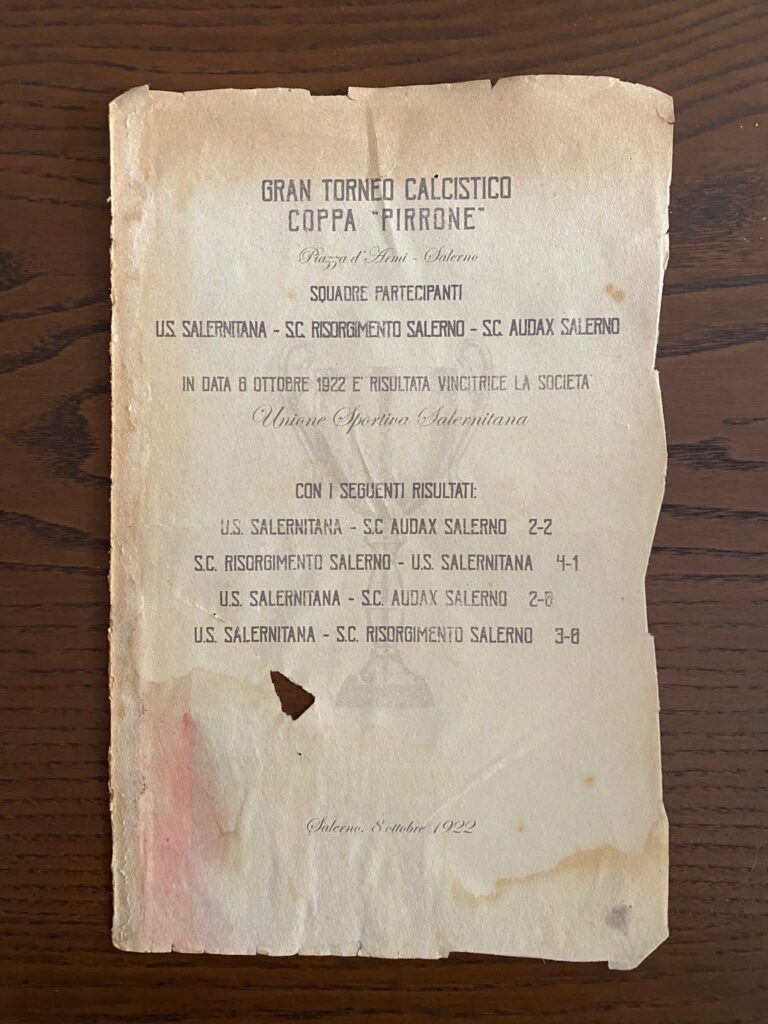 GRAN TORNEO CALCISTICO
COPPA "PIRRONE"
Piazza d'Armi - Salerno
SQUADRE PARTECIPANTI
U.S. SALERNITANA - S.C. RISORGIMENTO SALERNO - S.C. AUDAX SALERNO
IN DATA 8 OTTOBRE 1922 E' RISULTATA VINCITRICE LA SOCIETA'
Unione Sportiva Salernitana
CON I SEGUENTI RISULTATI:
U.S. SALERNITANA - S.C AUDAX SALERNO 2-2
S.C. RISORGIMENTO SALERNO - U.S. SALERNITANA 4-1
U.S. SALERNITANA - S.C. AUDAX SALERNO 2-0
U.S. SALERNITANA - S.C. RISORGIMENTO SALERNO 3-0
Salerno, 8 ottobre 1922